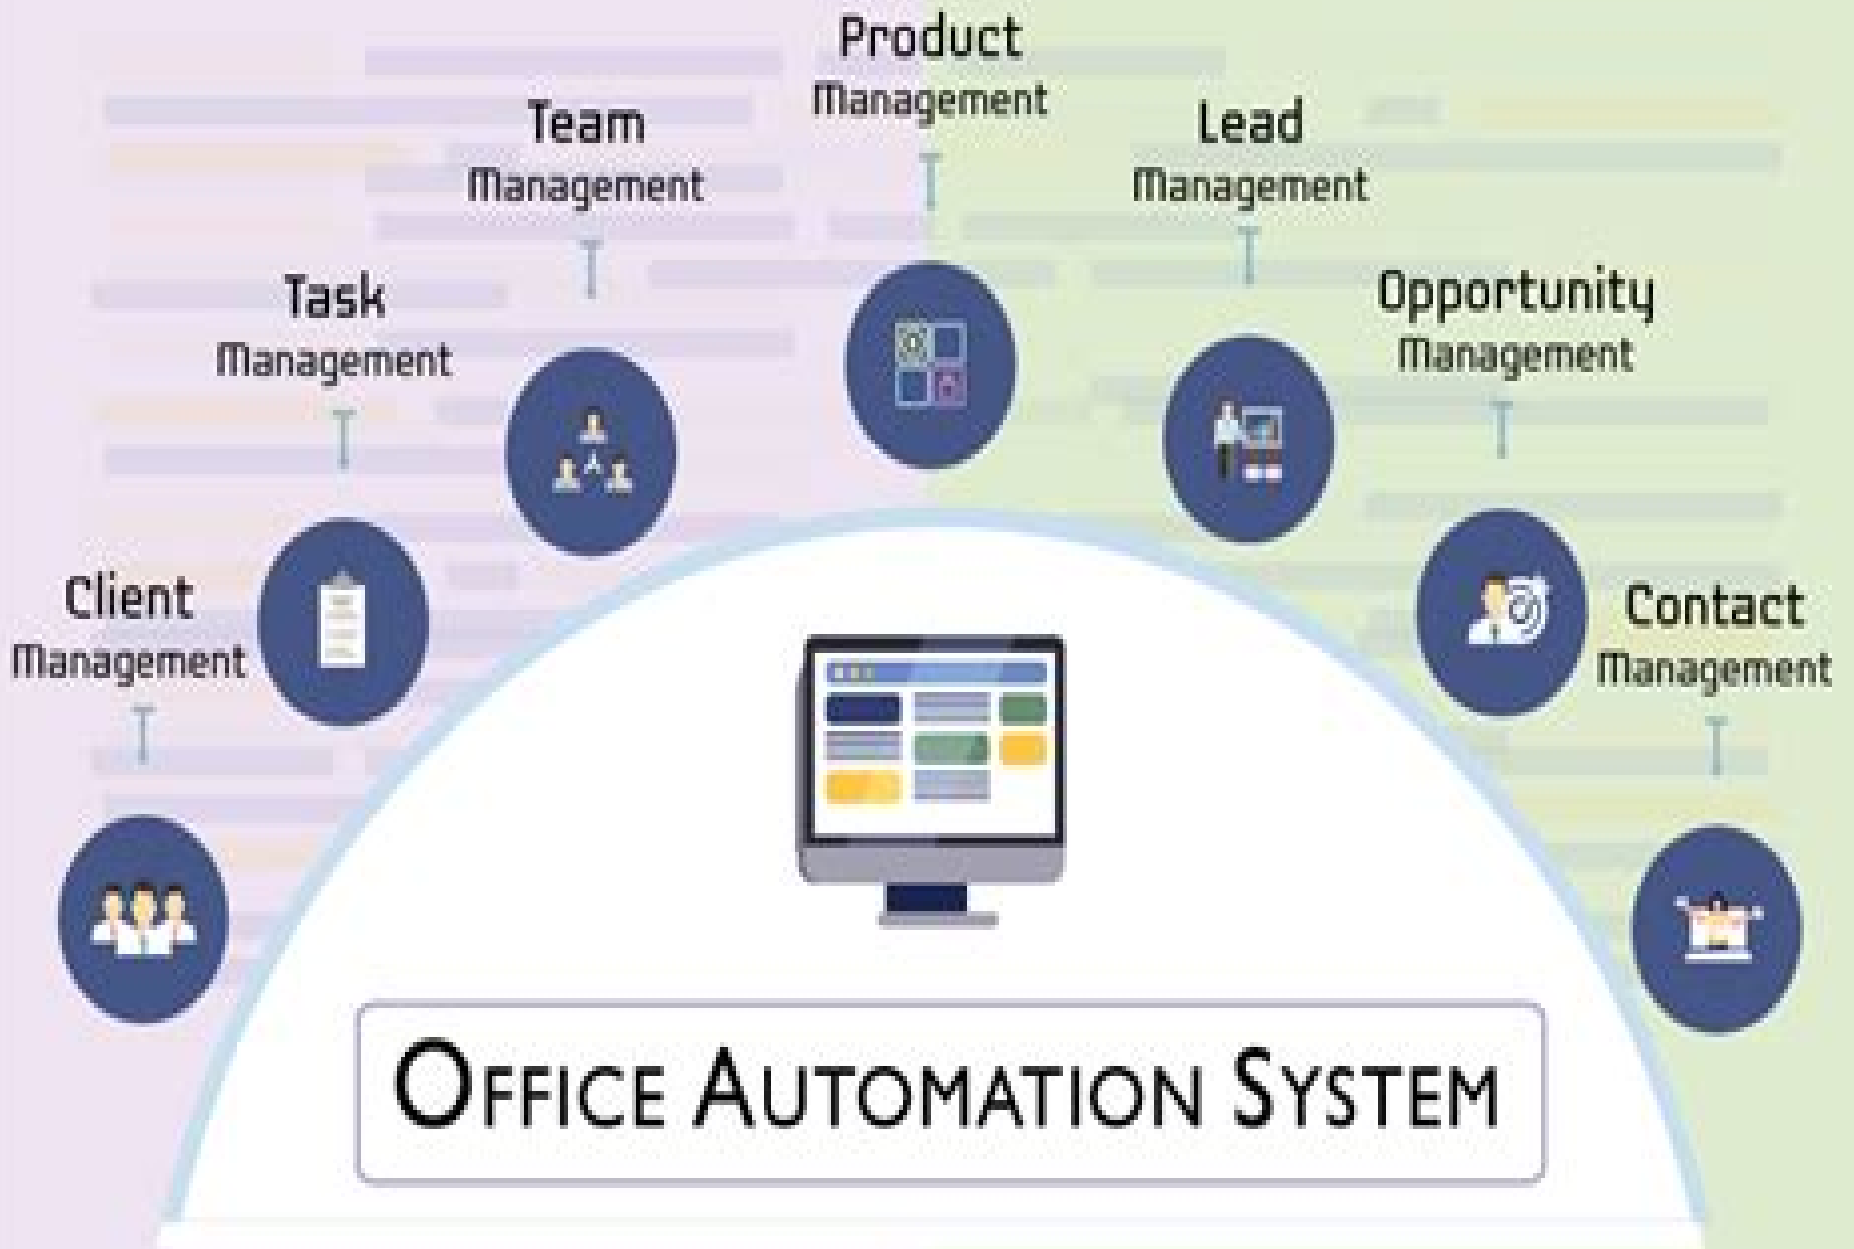 Product
Management
Team
Management
Lead
Management
Task
Management
Opportunity
Management
Client
Management
Contact
Management
OFFICE AUTOMATION SYSTEM